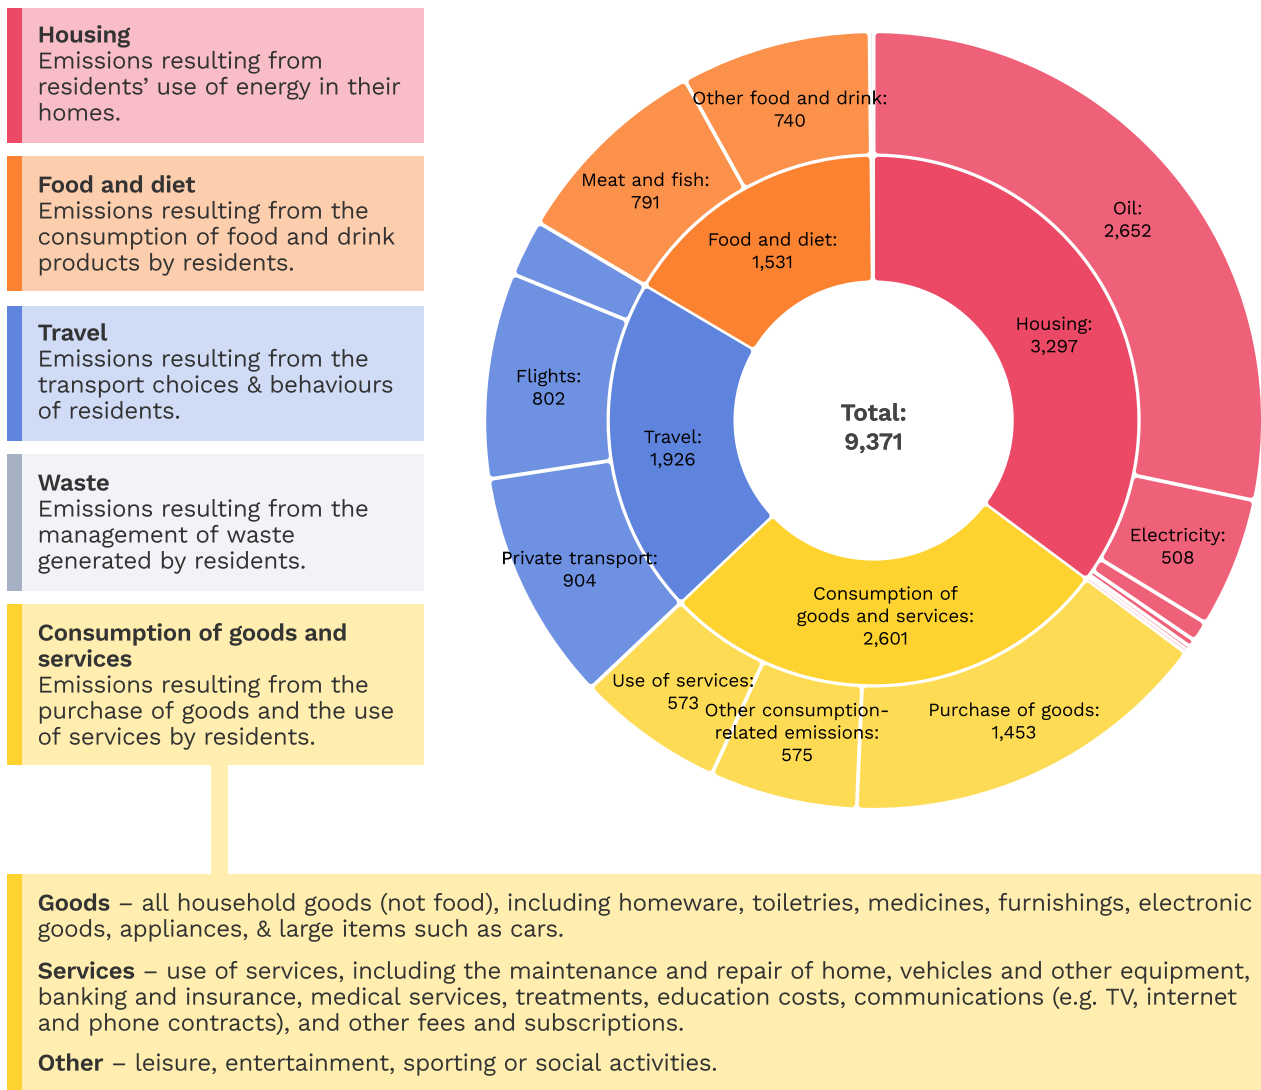 Housing
Emissions resulting from
residents’ use of energy in their
homes.
Food and diet
Emissions resulting from the
consumption of food and drink
products by residents.
Travel
Emissions resulting from the
transport choices & behaviours
of residents.
Waste
Emissions resulting from the
management of waste
generated by residents.
Consumption of goods and
services
Emissions resulting from the
purchase of goods and the use
of services by residents.
Other food and drink:
740
Meat and fish:
791
Food and diet:
1,531
Oil:
2,652
Housing:
3,297
Flights:
802
Travel:
1,926
Total:
9,371
Electricity:
508
Private transport:
904
Consumption of
goods and services:
2,601
Use of services:
573
Other consumption-
related emissions:
575
Purchase of goods:
1,453
Goods – all household goods (not food), including homeware, toiletries, medicines, furnishings, electronic
goods, appliances, & large items such as cars.
Services – use of services, including the maintenance and repair of home, vehicles and other equipment,
banking and insurance, medical services, treatments, education costs, communications (e.g. TV, internet
and phone contracts), and other fees and subscriptions.
Other – leisure, entertainment, sporting or social activities.